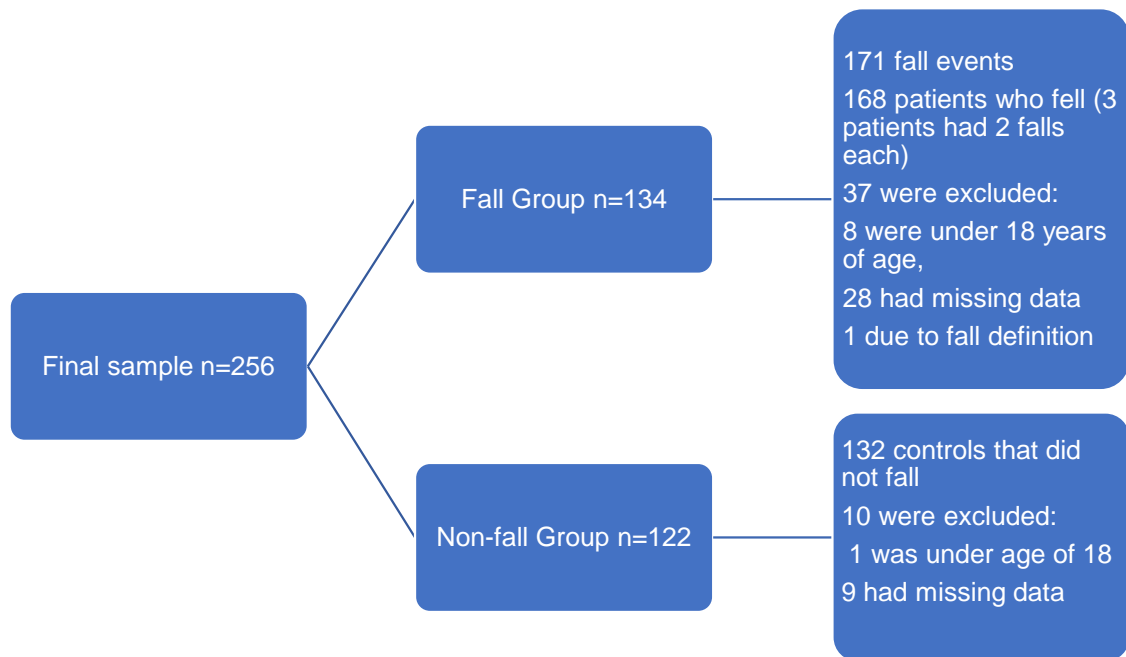 Final sample n=256
Fall Group n=134
171 fall events
168 patients who fell (3
patients had 2 falls
each)
37 were excluded:
8 were under 18 years
of age,
28 had missing data
1 due to fall definition
Non-fall Group n=122
132 controls that did
not fall
10 were excluded:
1 was under age of 18
9 had missing data